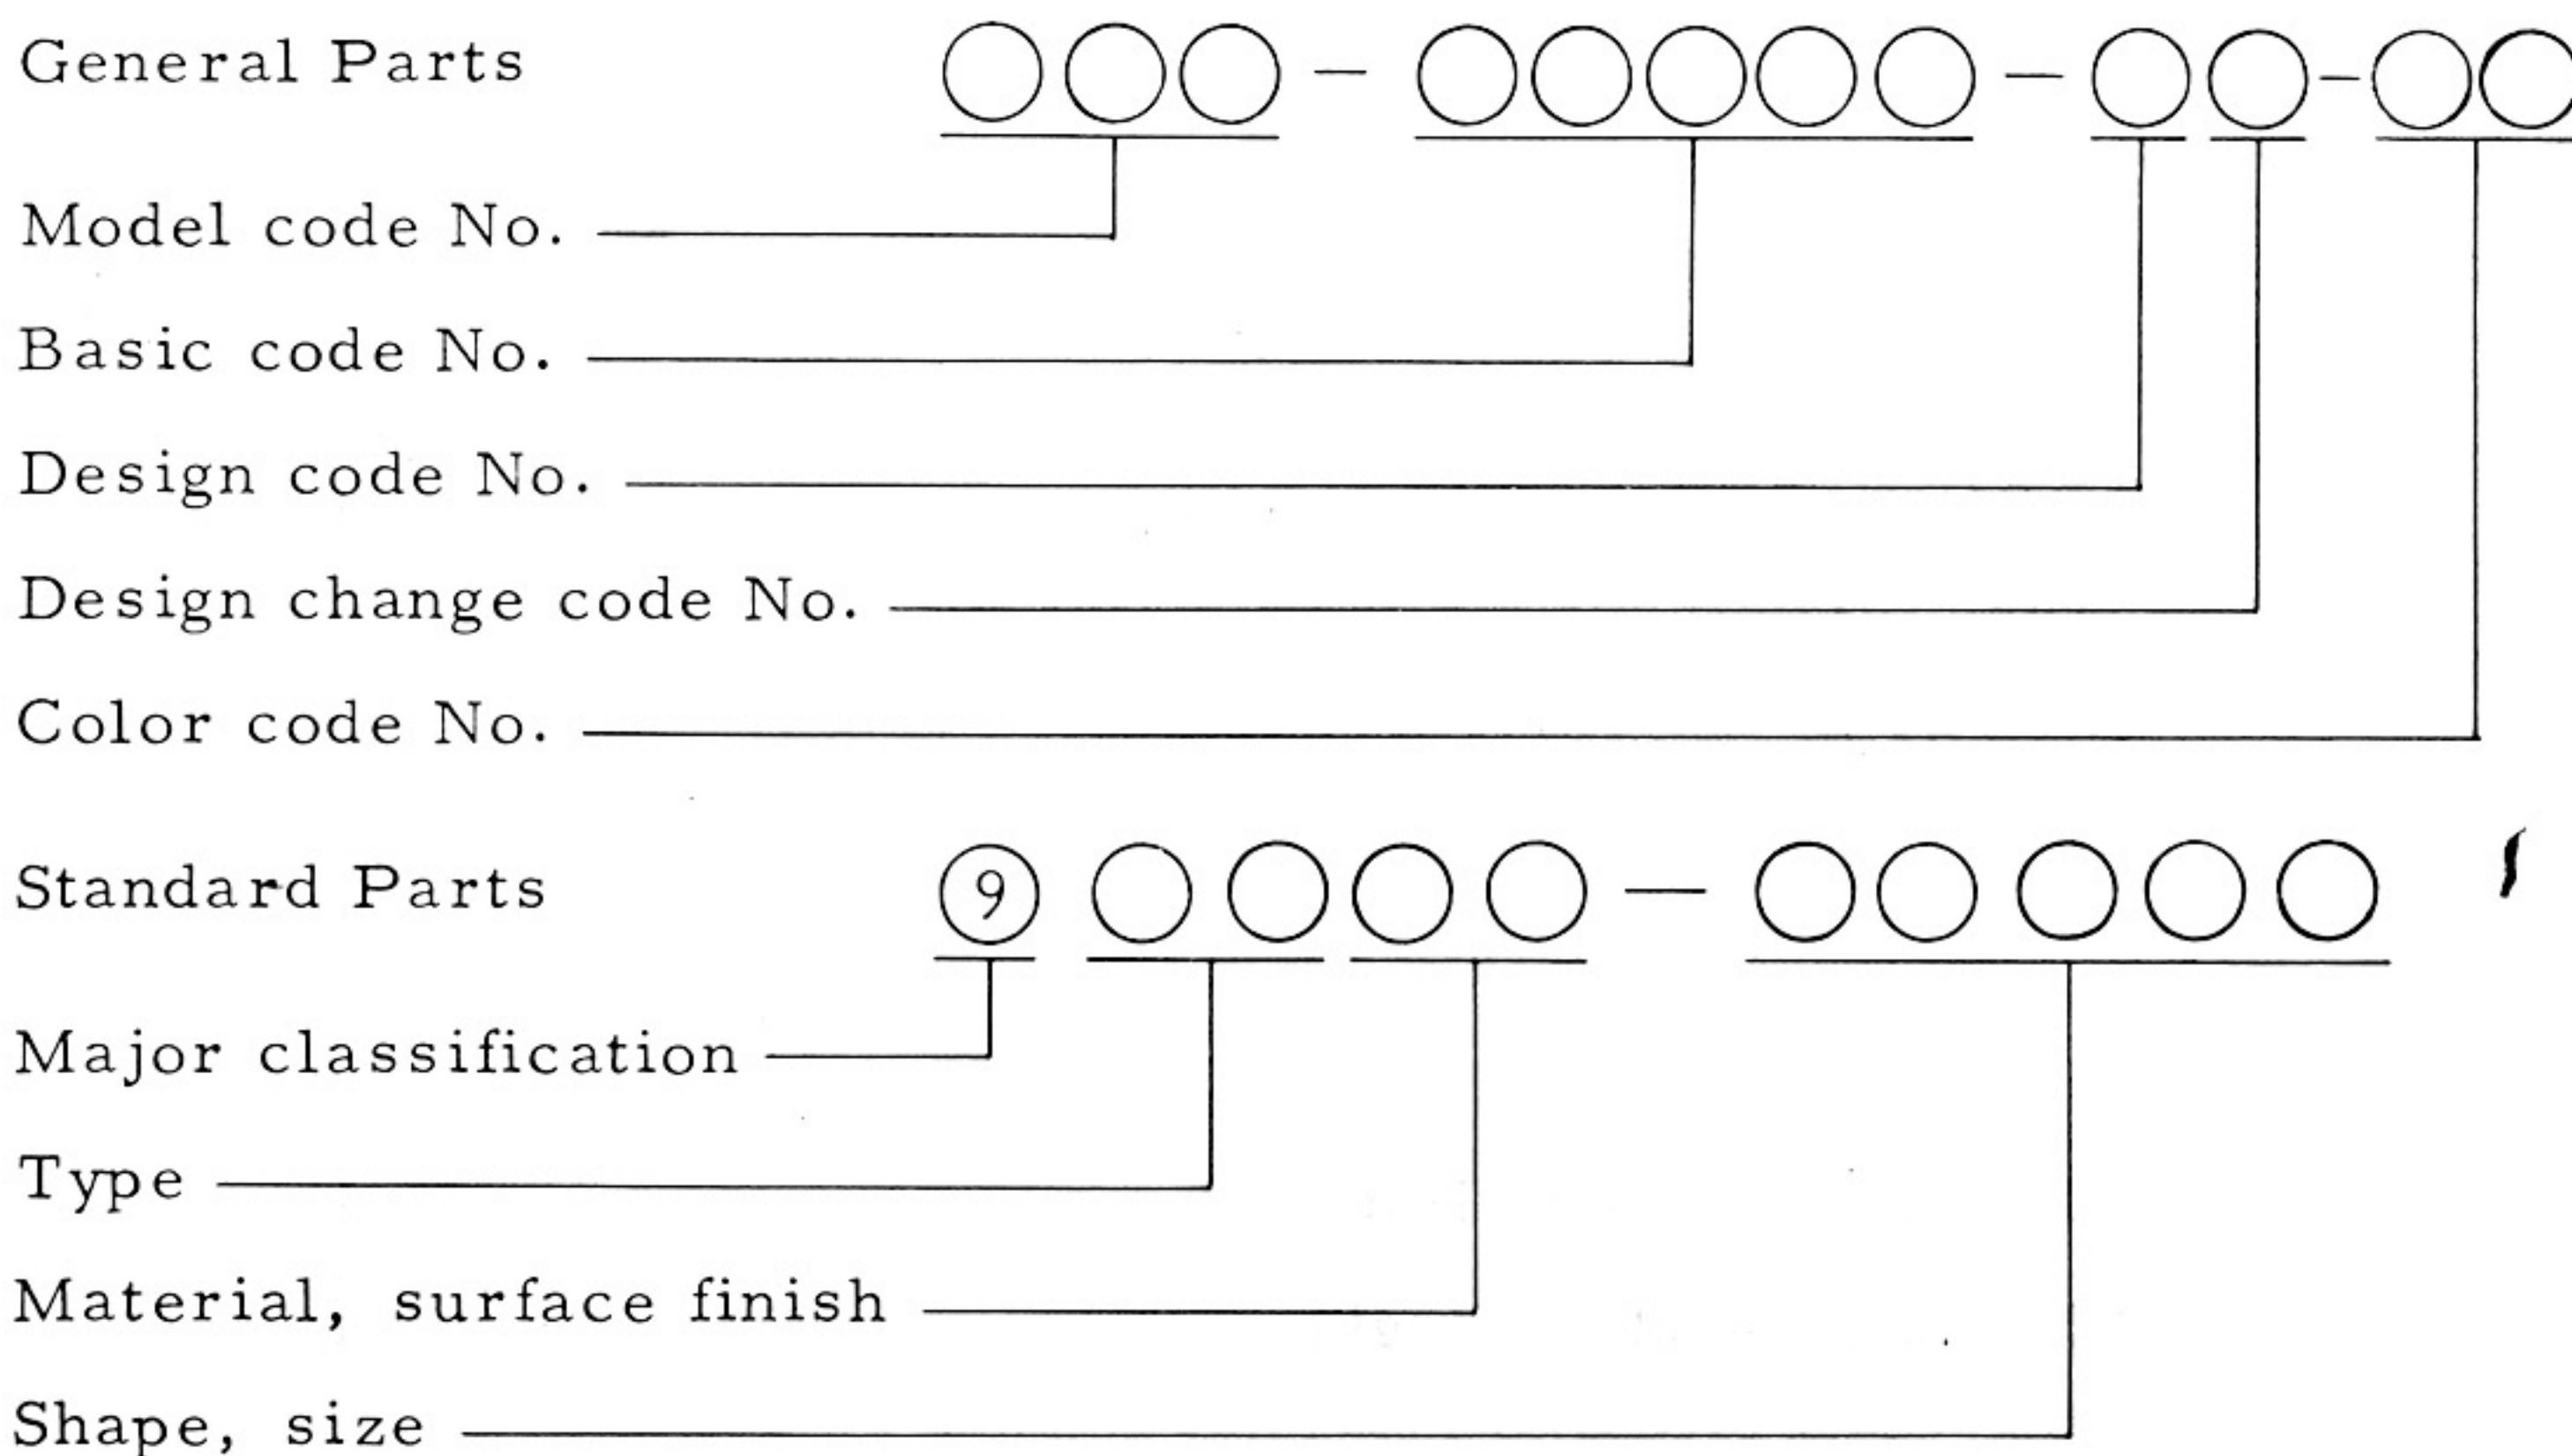 General Parts ○○○-○○○○○-○○-○○
Model code No.
Basic code No.
Design code No.
Design change code No.
Color code No.
Standard Parts ⑨○○○○-○○○○○
Major classification
Type
Material, surface finish
Shape, size